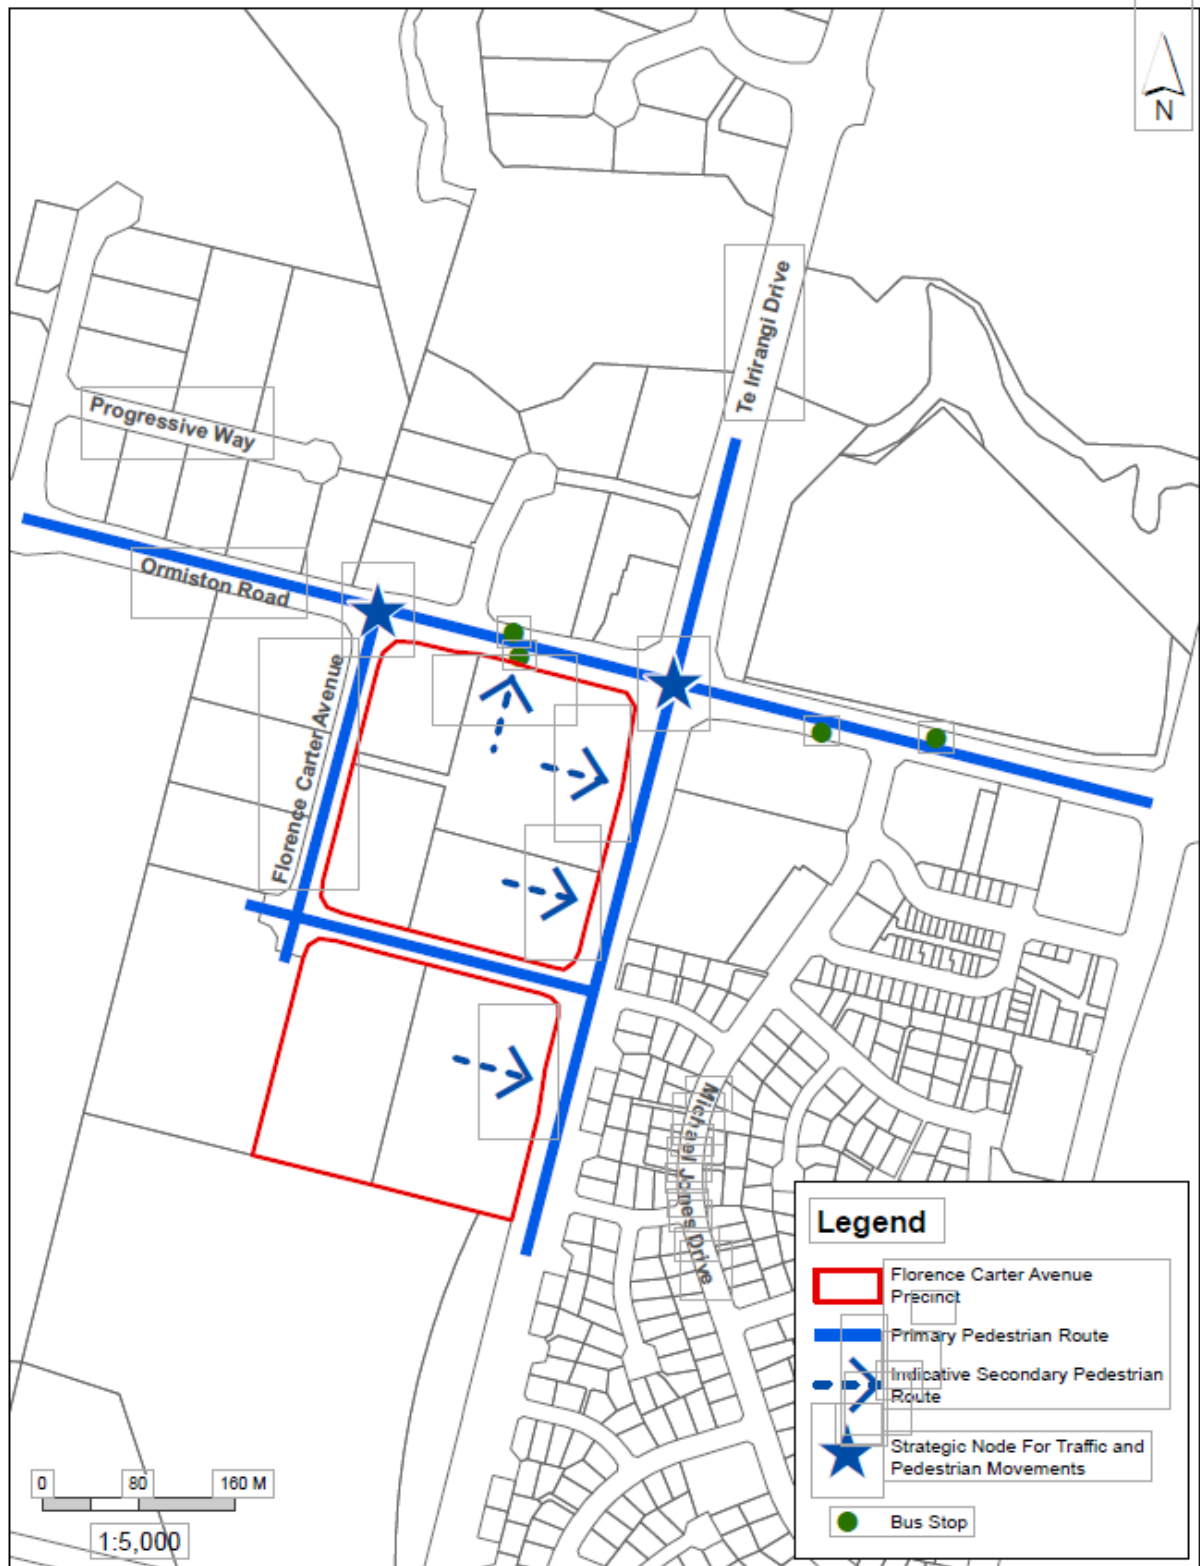 N
Te Irirangi Drive
Progressive Way
Ormiston Road
Florence Carter Avenue
Michael Jones Drive
Legend
Florence Carter Avenue
Precinct
Primary Pedestrian Route
Indicative Secondary Pedestrian
Route
Strategic Node For Traffic and
Pedestrian Movements
Bus Stop
0 80 160 M
1:5,000